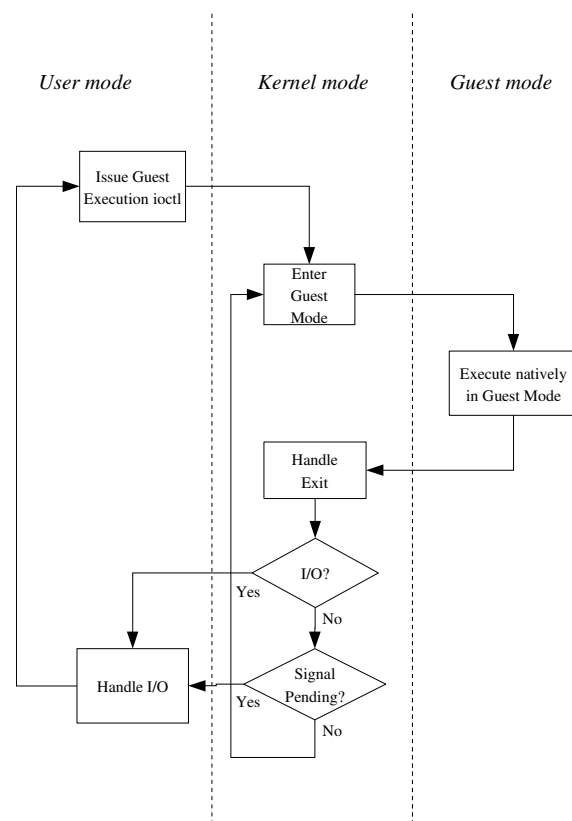 User mode
Kernel mode
Guest mode
Issue Guest
Execution ioctl
Enter
Guest
Mode
Execute natively
in Guest Mode
Handle
Exit
I/O?
Yes
No
Handle I/O
Signal
Pending?
Yes
No